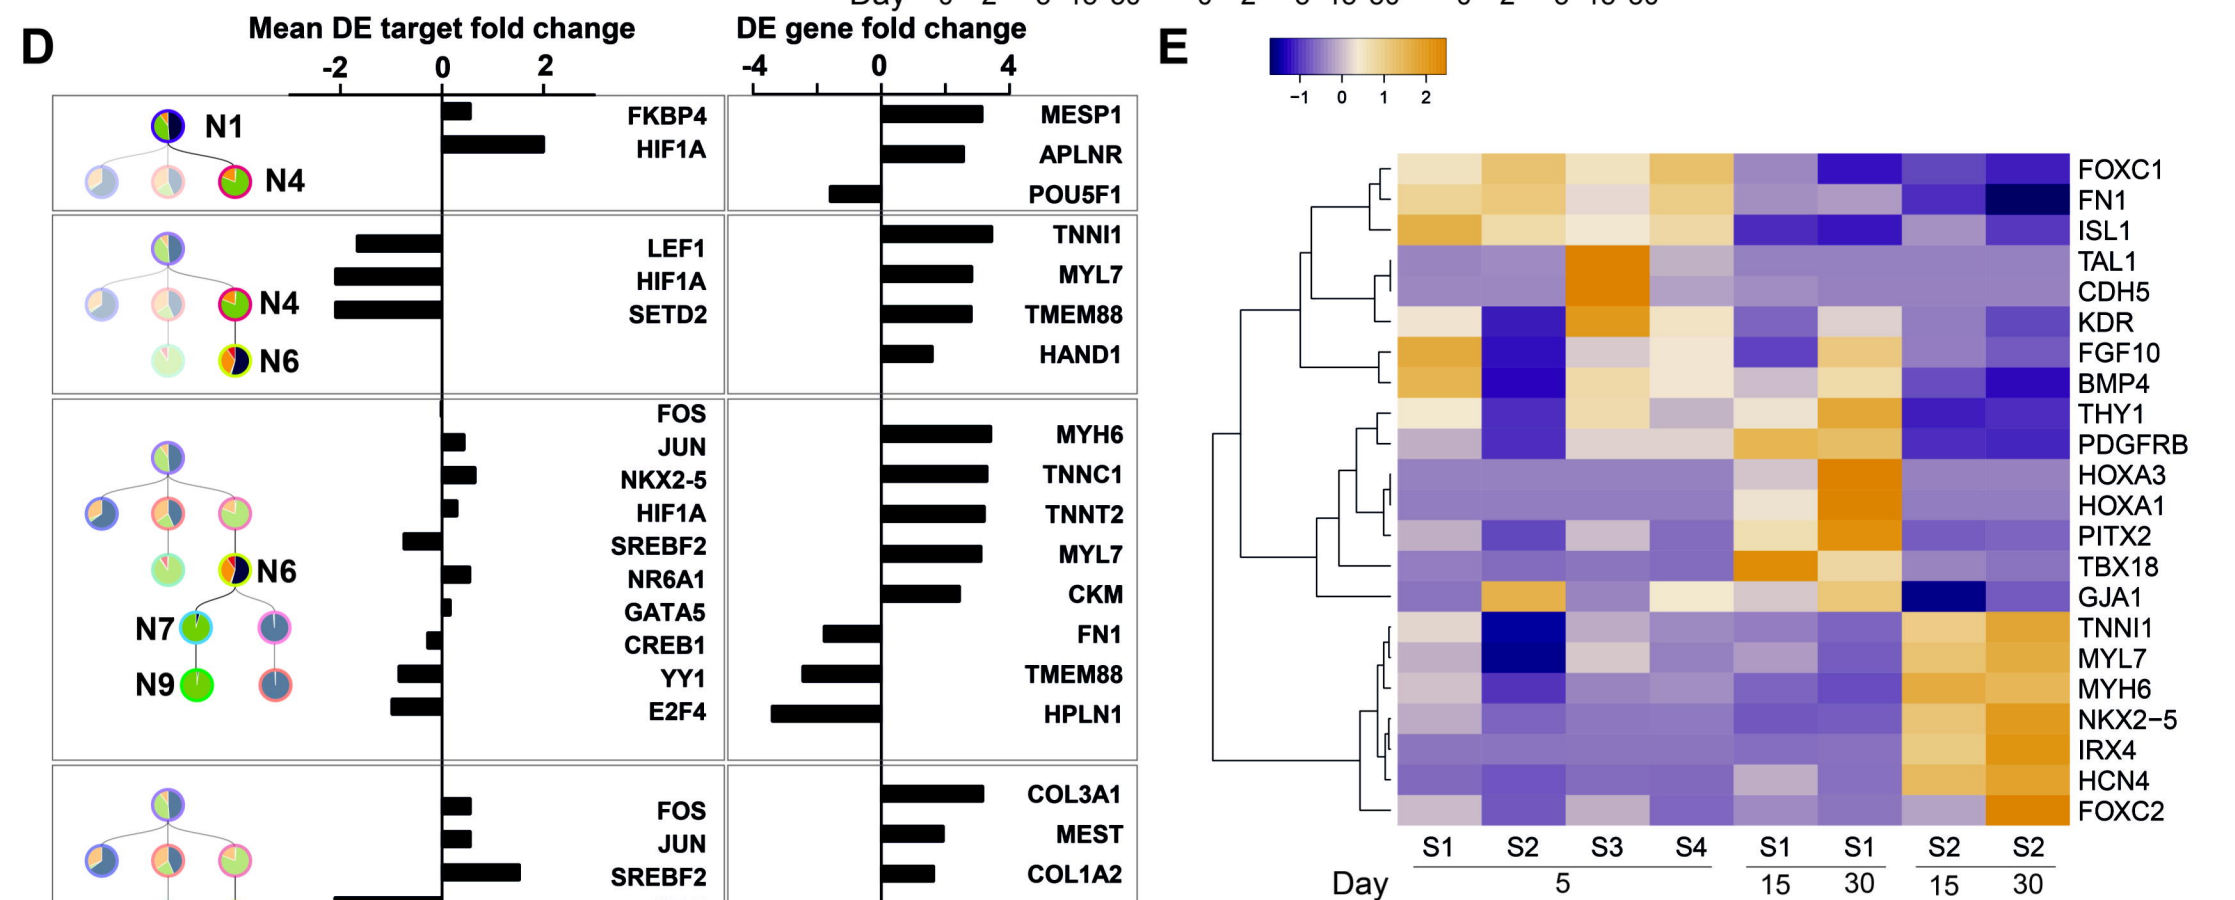 D
Mean DE target fold change
-2 0 2
DE gene fold change
-4 0 4
N1
N4
FKBP4
HIF1A
MESP1
APLNR
POU5F1
N4
N6
LEF1
HIF1A
SETD2
TNNI1
MYL7
TMEM88
HAND1
N6
N7
N9
FOS
JUN
NKX2-5
HIF1A
SREBF2
NR6A1
GATA5
CREB1
YY1
E2F4
MYH6
TNNC1
TNNT2
MYL7
CKM
FN1
TMEM88
HPLN1
FOS
JUN
SREBF2
COL3A1
MEST
COL1A2
E
−1 0 1 2
FOXC1
FN1
ISL1
TAL1
CDH5
KDR
FGF10
BMP4
THY1
PDGFRB
HOXA3
HOXA1
PITX2
TBX18
GJA1
TNNI1
MYL7
MYH6
NKX2−5
IRX4
HCN4
FOXC2
S1 S2 S3 S4 S1 S1 S2 S2
Day 5 15 30 15 30